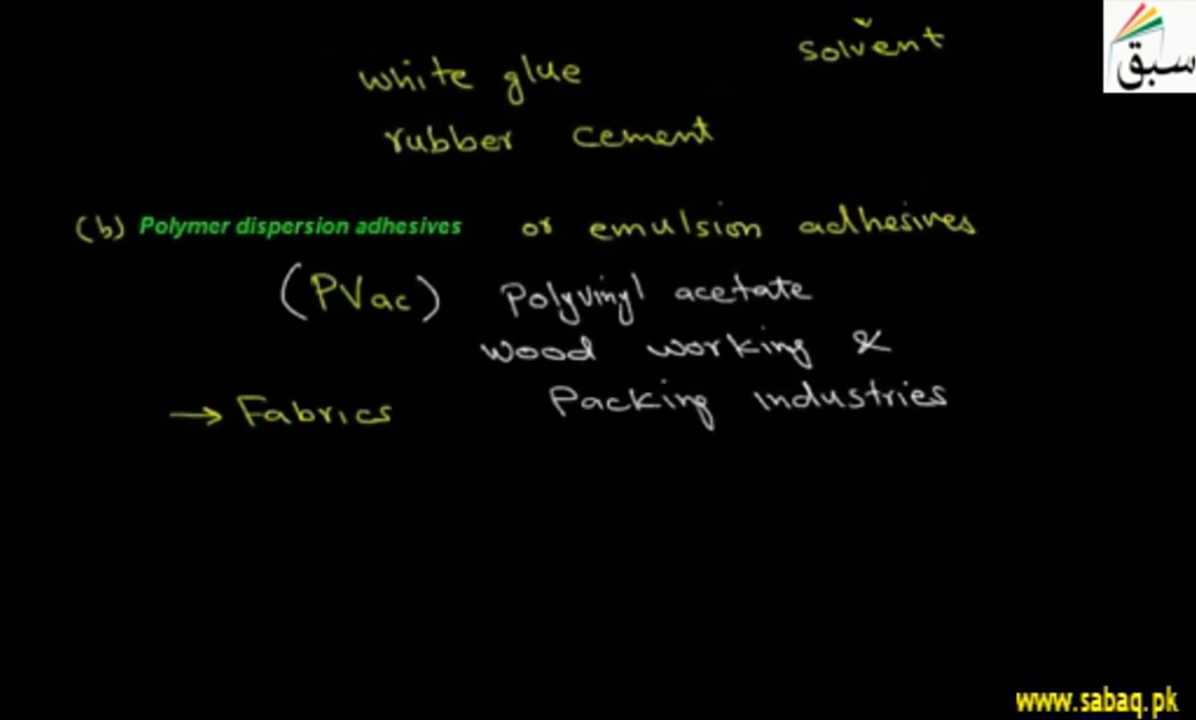 solvent
سبق
white glue
rubber cement
(b) Polymer dispersion adhesives or emulsion adhesives
(PVac) Polyvinyl acetate
Wood working &
→ Fabrics Packing industries
www.sabaq.pk